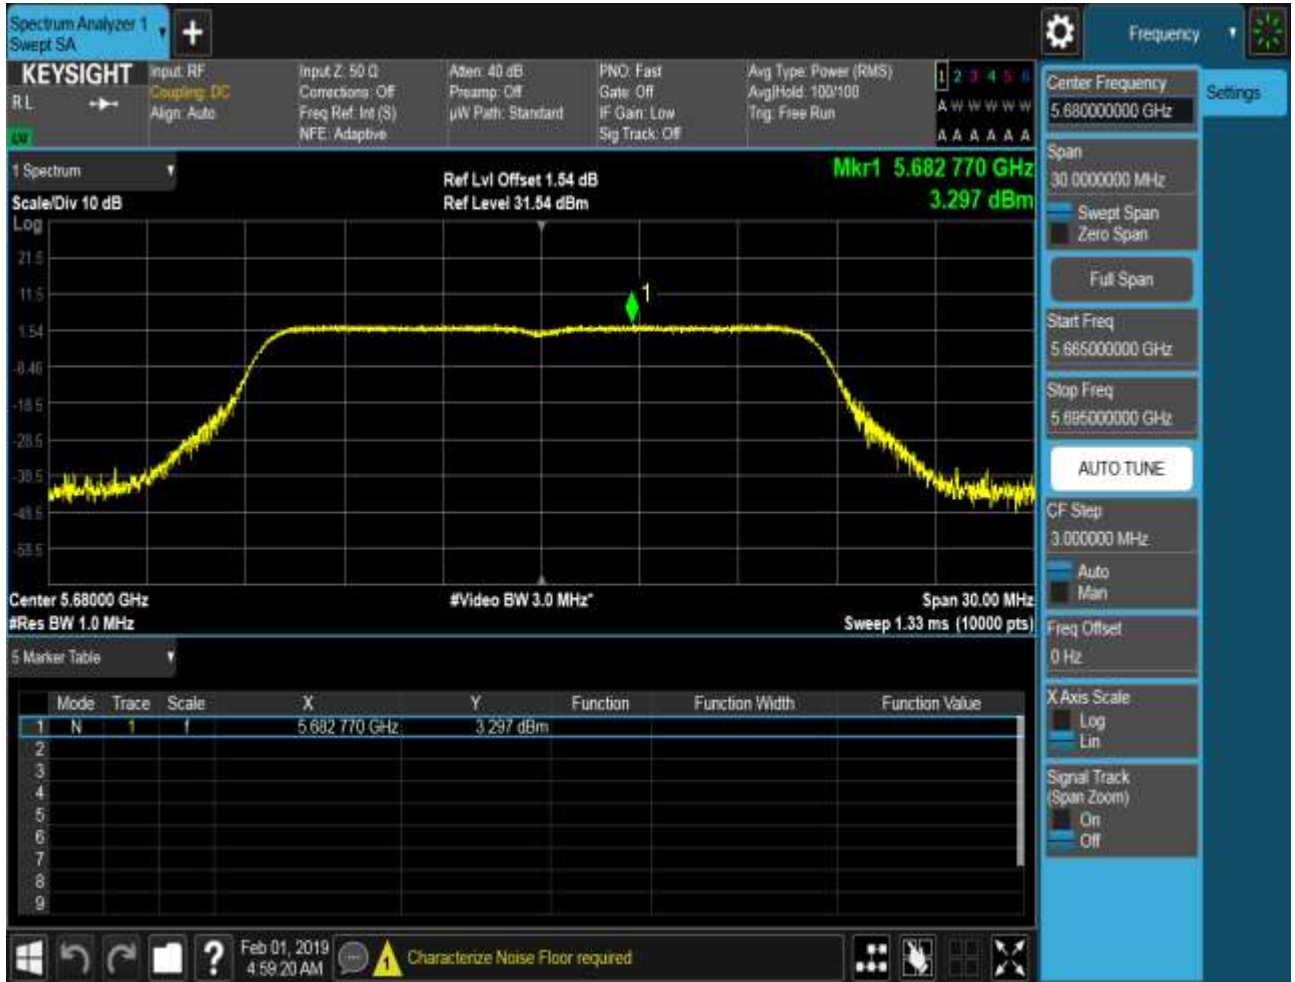 Spectrum Analyzer 1
Swept SA
+
Frequency
KEYSIGHT
RL
LXI
Input: RF
Coupling: DC
Align: Auto
Input Z: 50 Ω
Corrections: Off
Freq Ref: Int (S)
NFE: Adaptive
Atten: 40 dB
Preamp: Off
µW Path: Standard
PNO: Fast
Gate: Off
IF Gain: Low
Sig Track: Off
Avg Type: Power (RMS)
Avg|Hold: 100/100
Trig: Free Run
1 2 3 4 5 6
A W W W W W
A A A A A A
1 Spectrum
Scale/Div 10 dB
Ref Lvl Offset 1.54 dB
Ref Level 31.54 dBm
Mkr1 5.682 770 GHz
3.297 dBm
Log
21.5
11.5
1.54
-8.46
-18.5
-28.5
-38.5
-48.5
-58.5
1
Center 5.68000 GHz
#Res BW 1.0 MHz
#Video BW 3.0 MHz*
Span 30.00 MHz
Sweep 1.33 ms (10000 pts)
5 Marker Table
Mode Trace Scale X Y Function Function Width Function Value
1 N 1 f 5.682 770 GHz 3.297 dBm
2
3
4
5
6
7
8
9
Feb 01, 2019
4:59:20 AM
?
1
Characterize Noise Floor required
Center Frequency
5.680000000 GHz
Settings
Span
30.0000000 MHz
Swept Span
Zero Span
Full Span
Start Freq
5.665000000 GHz
Stop Freq
5.695000000 GHz
AUTO TUNE
CF Step
3.000000 MHz
Auto
Man
Freq Offset
0 Hz
X Axis Scale
Log
Lin
Signal Track
(Span Zoom)
On
Off